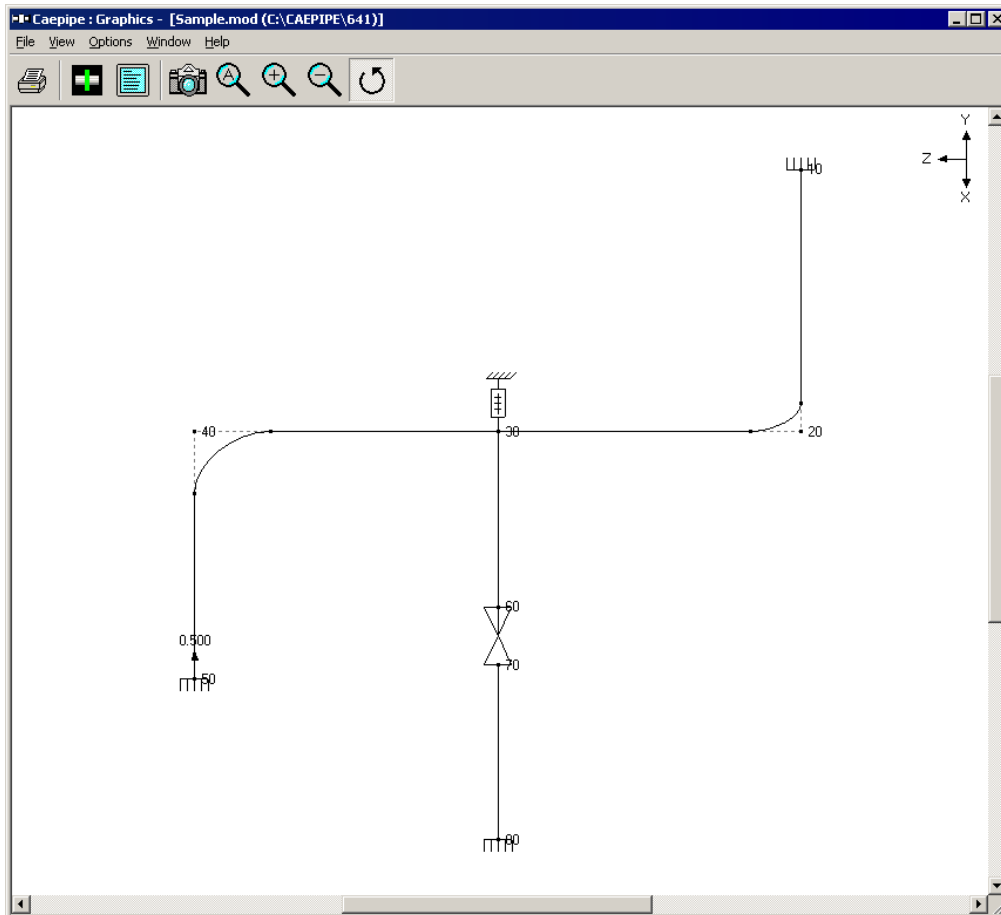 Caepipe : Graphics - [Sample.mod (C:\CAEPIPE\641)]
File View Options Window Help
A
Y
Z
X
10
40
30
20
60
0.500
70
50
80